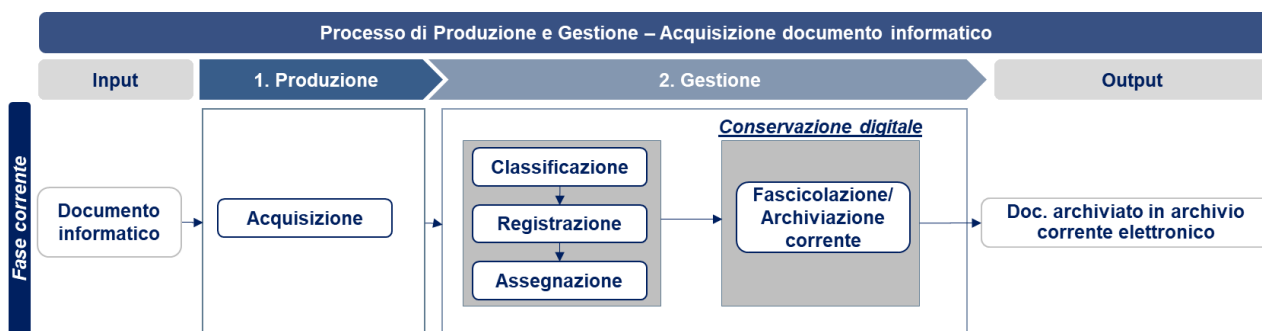 Processo di Produzione e Gestione – Acquisizione documento informatico
Input
1. Produzione
2. Gestione
Output
Fase corrente
Documento
informatico
Acquisizione
Classificazione
Registrazione
Assegnazione
Conservazione digitale
Fascicolazione/
Archiviazione
corrente
Doc. archiviato in archivio
corrente elettronico